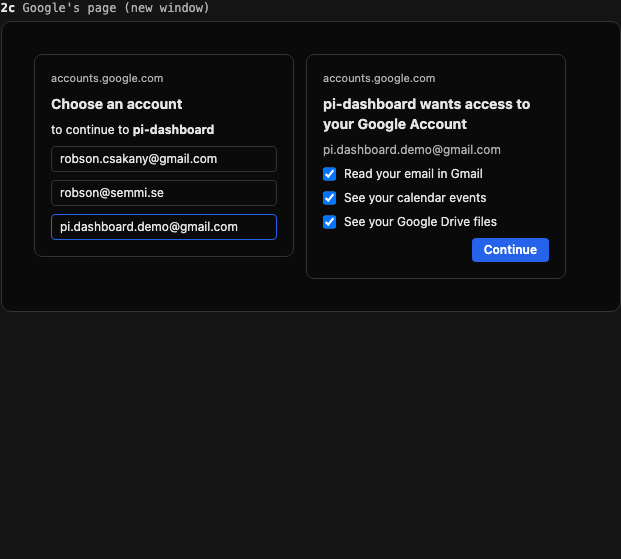 2c Google's page (new window)
accounts.google.com
Choose an account
to continue to pi-dashboard
robson.csakany@gmail.com
robson@semmi.se
pi.dashboard.demo@gmail.com
accounts.google.com
pi-dashboard wants access to
your Google Account
pi.dashboard.demo@gmail.com
Read your email in Gmail
See your calendar events
See your Google Drive files
Continue